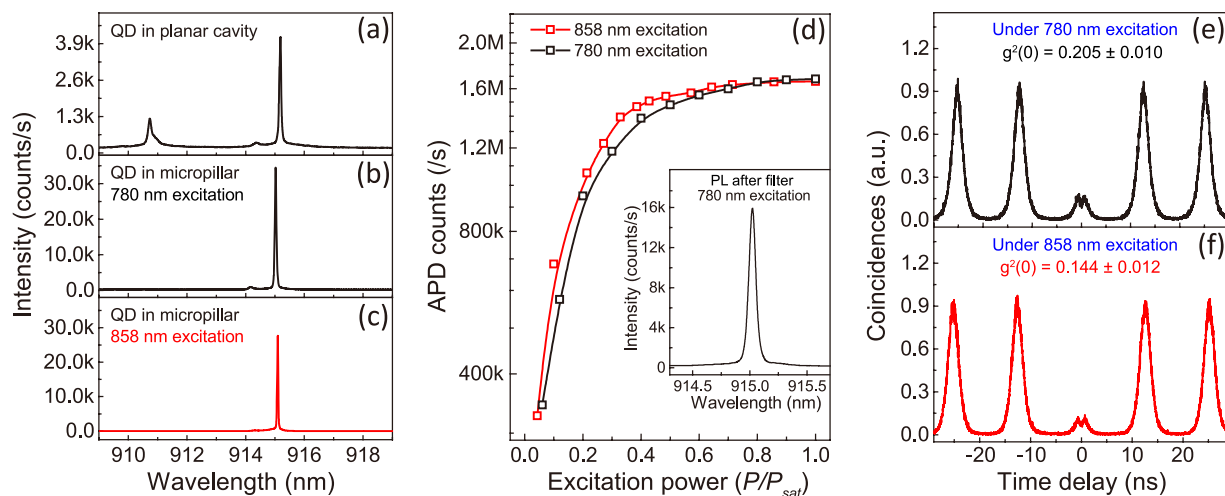 (a)
QD in planar cavity
3.9k
2.6k
1.3k
0.0
(b)
QD in micropillar
780 nm excitation
30.0k
20.0k
10.0k
0.0
(c)
QD in micropillar
858 nm excitation
30.0k
20.0k
10.0k
0.0
Intensity (counts/s)
910 912 914 916 918
Wavelength (nm)
(d)
858 nm excitation
780 nm excitation
2.0M
1.6M
1.2M
800k
400k
APD counts (/s)
0.0 0.2 0.4 0.6 0.8 1.0
Excitation power (P/Psat)
PL after filter
780 nm excitation
16k
12k
8k
4k
0
Intensity (counts/s)
914.5 915.0 915.5
Wavelength (nm)
(e)
Under 780 nm excitation
g²(0) = 0.205 ± 0.010
1.2
0.9
0.6
0.3
0.0
(f)
Under 858 nm excitation
g²(0) = 0.144 ± 0.012
0.9
0.6
0.3
0.0
Coincidences (a.u.)
-20 -10 0 10 20
Time delay (ns)